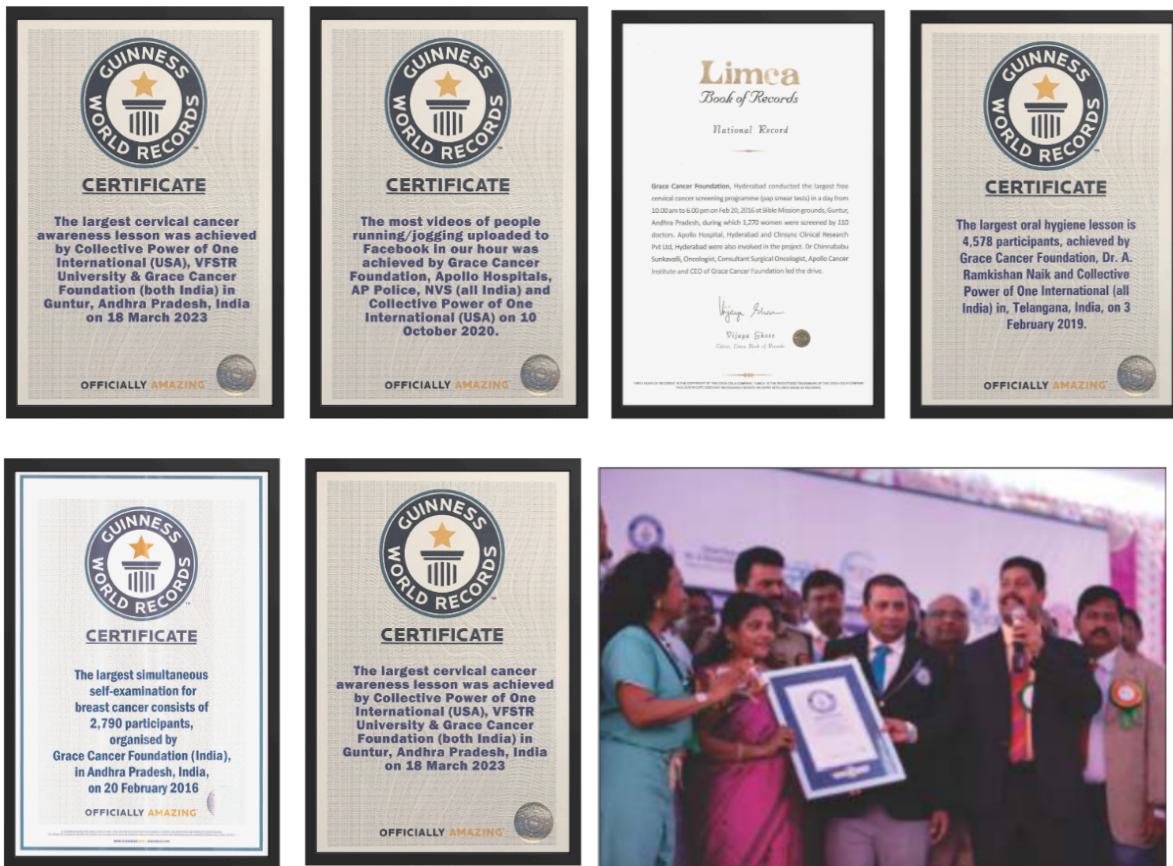 GUINNESS
WORLD RECORDS
CERTIFICATE
The largest cervical cancer
awareness lesson was achieved
by Collective Power of One
International (USA), VFSTR
University & Grace Cancer
Foundation (both India) in
Guntur, Andhra Pradesh, India
on 18 March 2023
OFFICIALLY AMAZING
GUINNESS
WORLD RECORDS
CERTIFICATE
The most videos of people
running/jogging uploaded to
Facebook in our hour was
achieved by Grace Cancer
Foundation, Apollo Hospitals,
AP Police, NVS (all India) and
Collective Power of One
International (USA) on 10
October 2020.
OFFICIALLY AMAZING
Limca
Book of Records
National Record
Grace Cancer Foundation, Hyderabad conducted the largest free
cervical cancer screening programme (pap smear tests) in a day from
10.00 am to 6.00 pm on Feb 20, 2016 at Bible Mission grounds, Guntur,
Andhra Pradesh, during which 1,270 women were screened by 110
doctors. Apollo Hospital, Hyderabad and Clinsync Clinical Research
Pvt Ltd, Hyderabad were also involved in the project. Dr Chinnababu
Sunkavalli, Oncologist, Consultant Surgical Oncologist, Apollo Cancer
Institute and CEO of Grace Cancer Foundation led the drive.
Vijaya Ghose
Vijaya Ghose
Editor, Limca Book of Records
GUINNESS
WORLD RECORDS
CERTIFICATE
The largest oral hygiene lesson is
4,578 participants, achieved by
Grace Cancer Foundation, Dr. A.
Ramkishan Naik and Collective
Power of One International (all
India) in, Telangana, India, on 3
February 2019.
OFFICIALLY AMAZING
GUINNESS
WORLD RECORDS
CERTIFICATE
The largest simultaneous
self-examination for
breast cancer consists of
2,790 participants,
organised by
Grace Cancer Foundation (India),
in Andhra Pradesh, India,
on 20 February 2016
OFFICIALLY AMAZING
GUINNESS
WORLD RECORDS
CERTIFICATE
The largest cervical cancer
awareness lesson was achieved
by Collective Power of One
International (USA), VFSTR
University & Grace Cancer
Foundation (both India) in
Guntur, Andhra Pradesh, India
on 18 March 2023
OFFICIALLY AMAZING